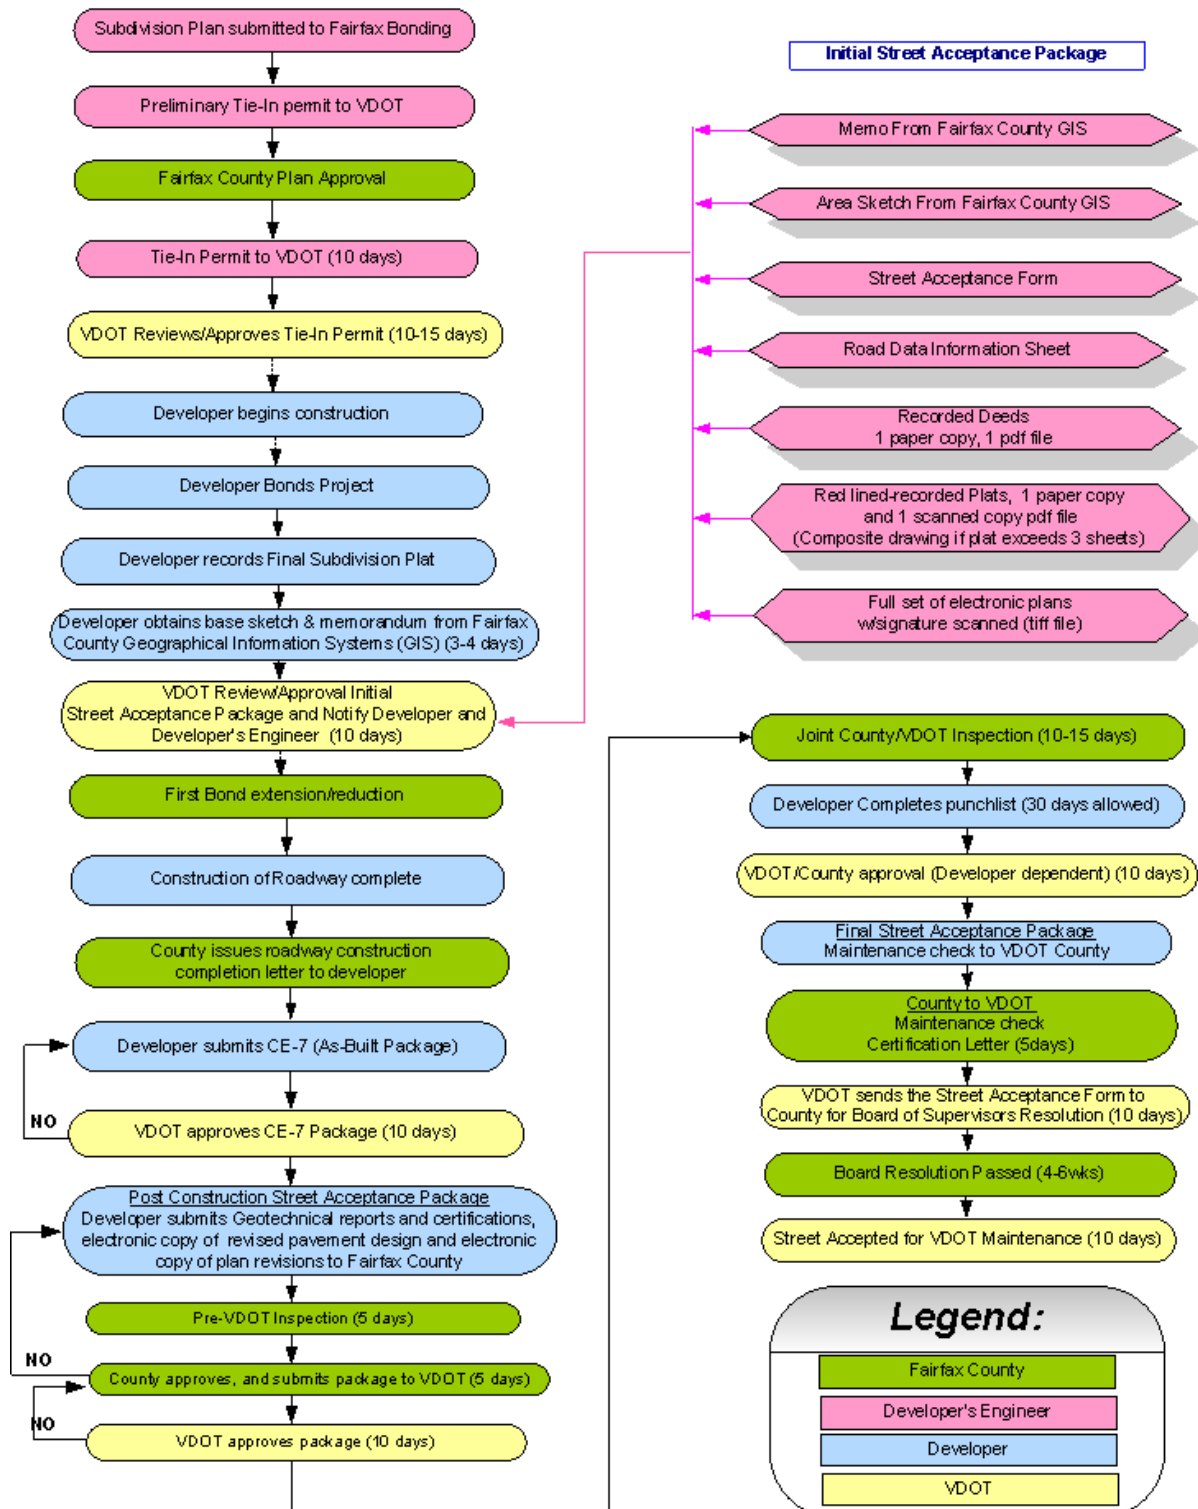 Subdivision Plan submitted to Fairfax Bonding
Preliminary Tie-In permit to VDOT
Fairfax County Plan Approval
Tie-In Permit to VDOT (10 days)
VDOT Reviews/Approves Tie-In Permit (10-15 days)
Developer begins construction
Developer Bonds Project
Developer records Final Subdivision Plat
Developer obtains base sketch & memorandum from Fairfax
County Geographical Information Systems (GIS) (3-4 days)
VDOT Review/Approval Initial
Street Acceptance Package and Notify Developer and
Developer's Engineer (10 days)
First Bond extension/reduction
Construction of Roadway complete
County issues roadway construction
completion letter to developer
Developer submits CE-7 (As-Built Package)
NO
VDOT approves CE-7 Package (10 days)
Post Construction Street Acceptance Package
Developer submits Geotechnical reports and certifications,
electronic copy of revised pavement design and electronic
copy of plan revisions to Fairfax County
Pre-VDOT Inspection (5 days)
NO
County approves, and submits package to VDOT (5 days)
NO
VDOT approves package (10 days)
Initial Street Acceptance Package
Memo From Fairfax County GIS
Area Sketch From Fairfax County GIS
Street Acceptance Form
Road Data Information Sheet
Recorded Deeds
1 paper copy, 1 pdf file
Red lined-recorded Plats, 1 paper copy
and 1 scanned copy pdf file
(Composite drawing if plat exceeds 3 sheets)
Full set of electronic plans
w/signature scanned (tiff file)
Joint County/VDOT Inspection (10-15 days)
Developer Completes punchlist (30 days allowed)
VDOT/County approval (Developer dependent) (10 days)
Final Street Acceptance Package
Maintenance check to VDOT County
County to VDOT
Maintenance check
Certification Letter (5days)
VDOT sends the Street Acceptance Form to
County for Board of Supervisors Resolution (10 days)
Board Resolution Passed (4-6wks)
Street Accepted for VDOT Maintenance (10 days)
Legend:
Fairfax County
Developer's Engineer
Developer
VDOT